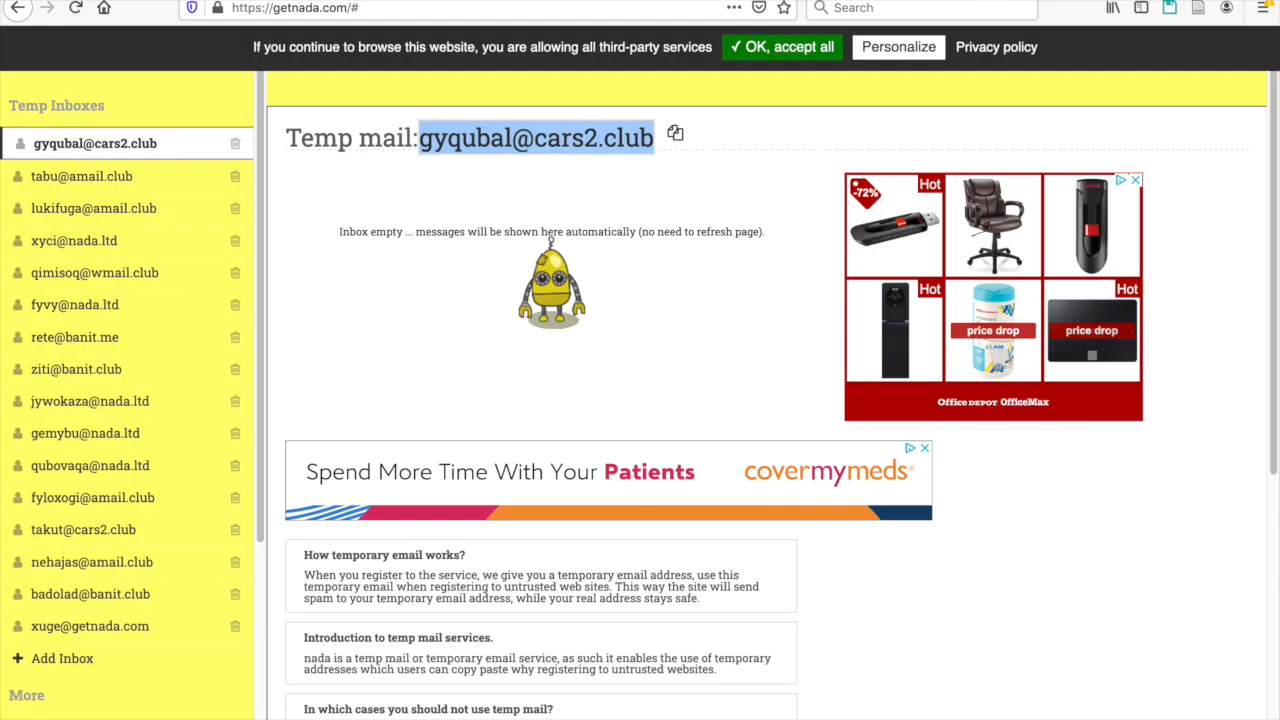 https://getnada.com/#
Search
If you continue to browse this website, you are allowing all third-party services
✓ OK, accept all
Personalize
Privacy policy
Temp Inboxes
gyqubal@cars2.club
tabu@amail.club
lukifuga@amail.club
xyci@nada.ltd
qimisoq@wmail.club
fyvy@nada.ltd
rete@banit.me
ziti@banit.club
jywokaza@nada.ltd
gemybu@nada.ltd
qubovaqa@nada.ltd
fyloxogi@amail.club
takut@cars2.club
nehajas@amail.club
badolad@banit.club
xuge@getnada.com
Add Inbox
More
Temp mail:gyqubal@cars2.club
Inbox empty ... messages will be shown here automatically (no need to refresh page).
-72%
Hot
Hot
Hot
price drop
price drop
Office DEPOT OfficeMax
Spend More Time With Your Patients
covermymeds®
How temporary email works?
When you register to the service, we give you a temporary email address, use this
temporary email when registering to untrusted web sites. This way the site will send
spam to your temporary email address, while your real address stays safe.
Introduction to temp mail services.
nada is a temp mail or temporary email service, as such it enables the use of temporary
addresses which users can copy paste why registering to untrusted websites.
In which cases you should not use temp mail?